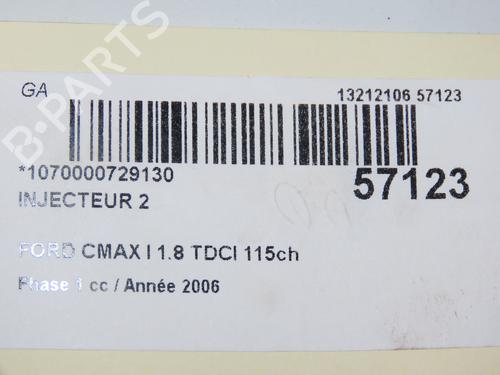 B-PARTS
GA
13212106 57123
*1070000729130
57123
INJECTEUR 2
FORD CMAX I 1.8 TDCI 115ch
Phase 1 cc / Année 2006